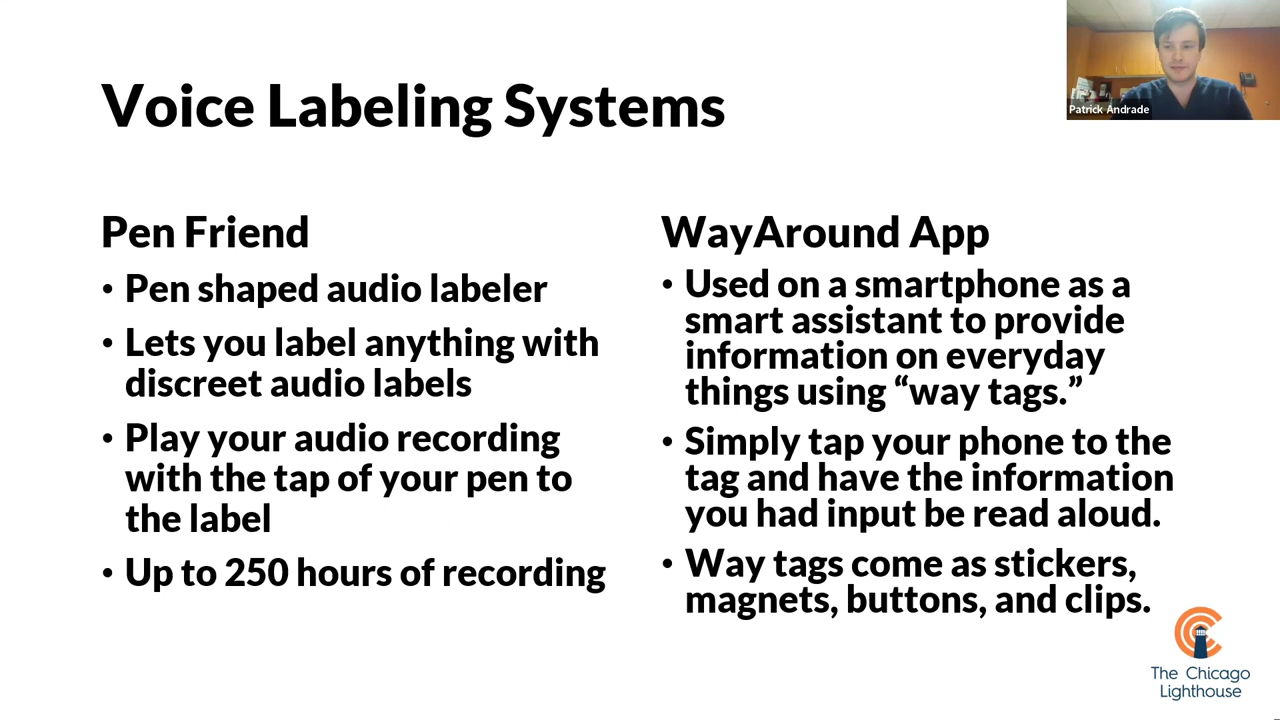 Voice Labeling Systems
Patrick Andrade
Pen Friend
• Pen shaped audio labeler
• Lets you label anything with
discreet audio labels
• Play your audio recording
with the tap of your pen to
the label
• Up to 250 hours of recording
WayAround App
• Used on a smartphone as a
smart assistant to provide
information on everyday
things using “way tags.”
• Simply tap your phone to the
tag and have the information
you had input be read aloud.
• Way tags come as stickers,
magnets, buttons, and clips.
The Chicago
Lighthouse